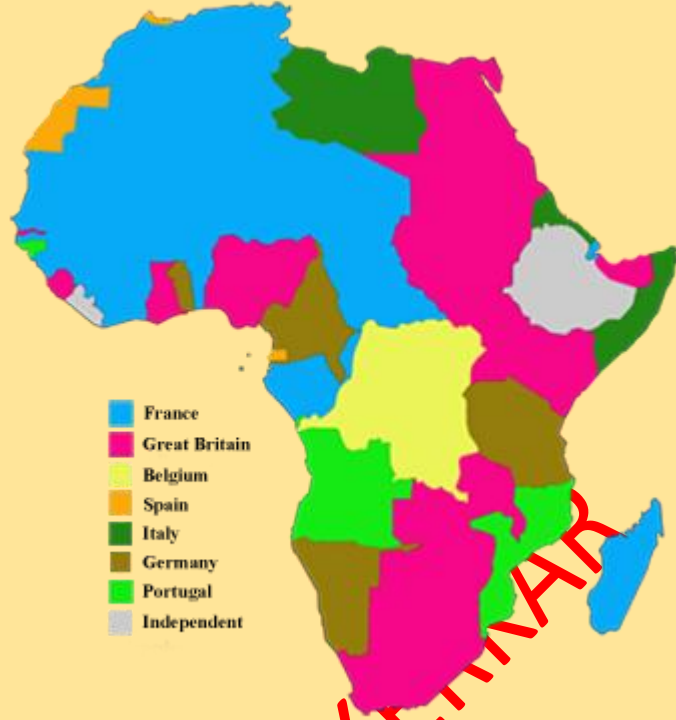 France
Great Britain
Belgium
Spain
Italy
Germany
Portugal
Independent